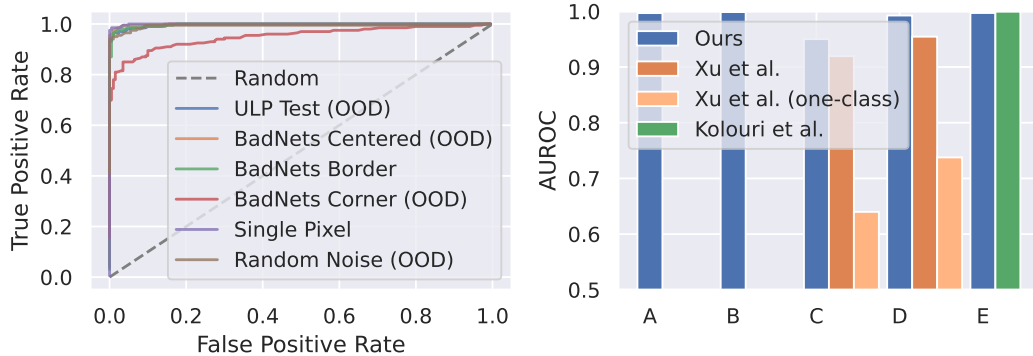 True Positive Rate
1.0
0.8
0.6
0.4
0.2
0.0
Random
ULP Test (OOD)
BadNets Centered (OOD)
BadNets Border
BadNets Corner (OOD)
Single Pixel
Random Noise (OOD)
0.0 0.2 0.4 0.6 0.8 1.0
False Positive Rate
AUROC
1.0
0.9
0.8
0.7
0.6
0.5
Ours
Xu et al.
Xu et al. (one-class)
Kolouri et al.
A B C D E